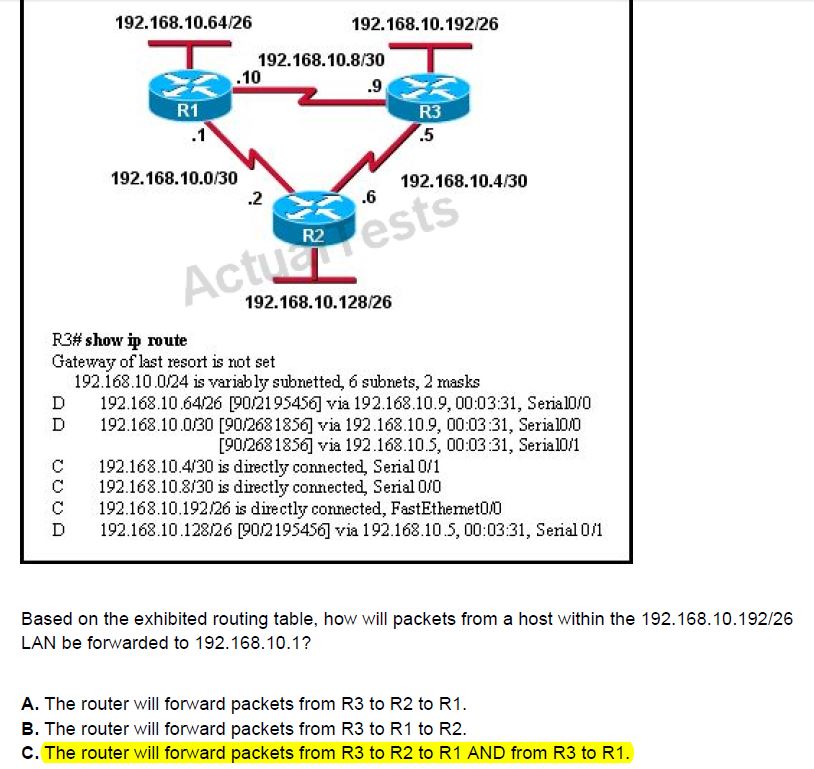 192.168.10.64/26
192.168.10.192/26
192.168.10.8/30
.10
.9
R1
R3
.1
.5
192.168.10.0/30
192.168.10.4/30
.2
.6
R2
ActualTests
192.168.10.128/26
R3# show ip route
Gateway of last resort is not set
192.168.10.0/24 is variably subnetted, 6 subnets, 2 masks
D 192.168.10.64/26 [90/2195456] via 192.168.10.9, 00:03:31, Serial0/0
D 192.168.10.0/30 [90/2681856] via 192.168.10.9, 00:03:31, Serial0/0
[90/2681856] via 192.168.10.5, 00:03:31, Serial0/1
C 192.168.10.4/30 is directly connected, Serial 0/1
C 192.168.10.8/30 is directly connected, Serial 0/0
C 192.168.10.192/26 is directly connected, FastEthernet0/0
D 192.168.10.128/26 [90/2195456] via 192.168.10.5, 00:03:31, Serial 0/1
Based on the exhibited routing table, how will packets from a host within the 192.168.10.192/26
LAN be forwarded to 192.168.10.1?
A. The router will forward packets from R3 to R2 to R1.
B. The router will forward packets from R3 to R1 to R2.
C. The router will forward packets from R3 to R2 to R1 AND from R3 to R1.